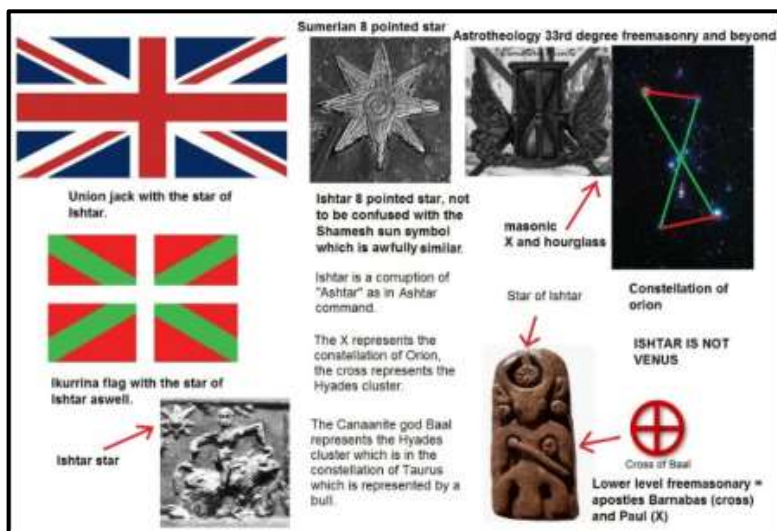 Sumerian 8 pointed star
Astrotheology 33rd degree freemasonry and beyond
Union jack with the star of
Ishtar.
Ishtar 8 pointed star, not
to be confused with the
Shamesh sun symbol
which is awfully similar.
masonic
X and hourglass
Constellation of
orion
Ishtar is a corruption of
"Ashtar" as in Ashtar
command.
Star of Ishtar
The X represents the
constellation of Orion,
the cross represents the
Hyades cluster.
ISHTAR IS NOT
VENUS
Ikurrina flag with the star of
Ishtar aswell.
Ishtar star
The Canaanite god Baal
represents the Hyades
cluster which is in the
constellation of Taurus
which is represented by a
bull.
Cross of Baal
Lower level freemasonary =
apostles Barnabas (cross)
and Paul (X)